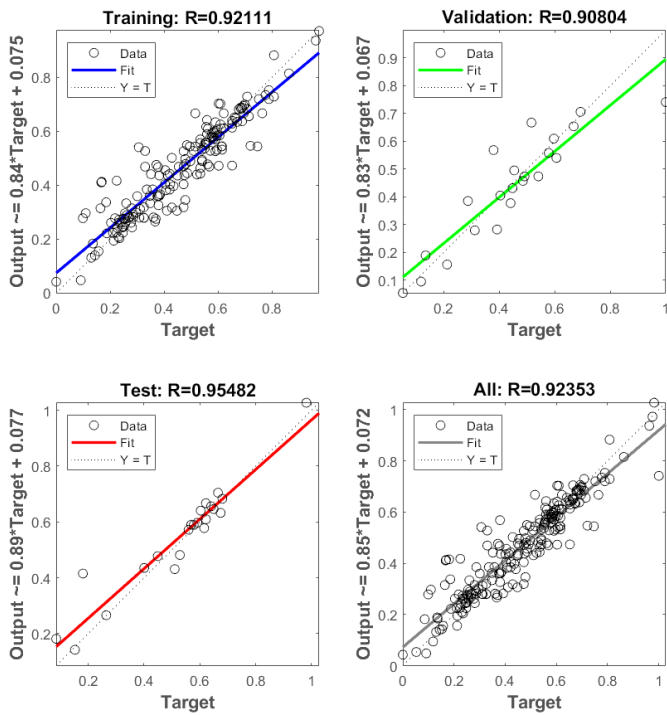 Training: R=0.92111
Output ~= 0.84*Target + 0.075
Data
Fit
Y = T
0.8
0.6
0.4
0.2
0
0 0.2 0.4 0.6 0.8
Target
Validation: R=0.90804
Output ~= 0.83*Target + 0.067
Data
Fit
Y = T
0.9
0.8
0.7
0.6
0.5
0.4
0.3
0.2
0.1
0.2 0.4 0.6 0.8 1
Target
Test: R=0.95482
Output ~= 0.89*Target + 0.077
Data
Fit
Y = T
1
0.8
0.6
0.4
0.2
0.2 0.4 0.6 0.8 1
Target
All: R=0.92353
Output ~= 0.85*Target + 0.072
Data
Fit
Y = T
1
0.8
0.6
0.4
0.2
0
0 0.2 0.4 0.6 0.8 1
Target